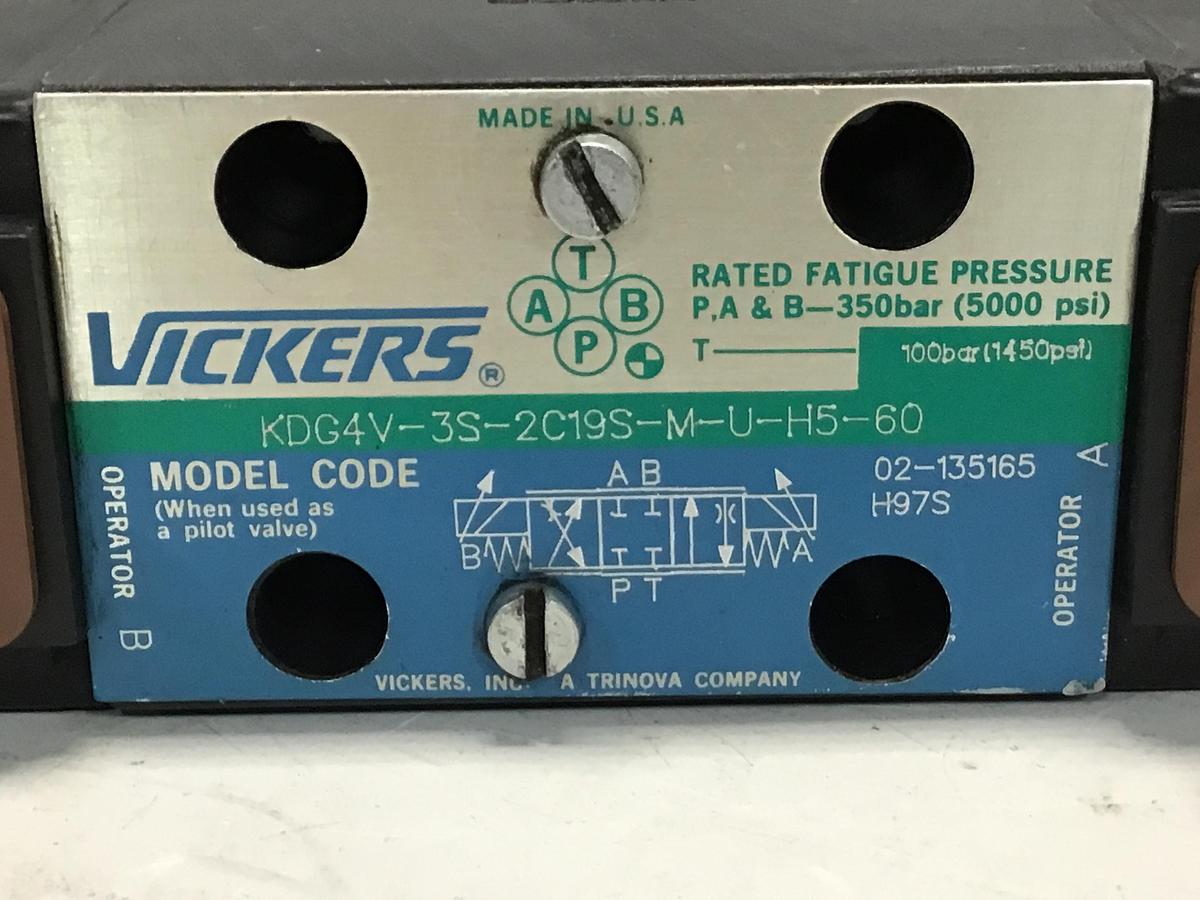 MADE IN U.S.A
T
A B
P
RATED FATIGUE PRESSURE
P,A & B—350bar (5000 psi)
T 100bar(1450psi)
VICKERS ®
KDG4V-3S-2C19S-M-U-H5-60
MODEL CODE
(When used as
a pilot valve)
OPERATOR B
A B
B A
P T
02-135165
H97S
OPERATOR A
VICKERS, INC. A TRINOVA COMPANY